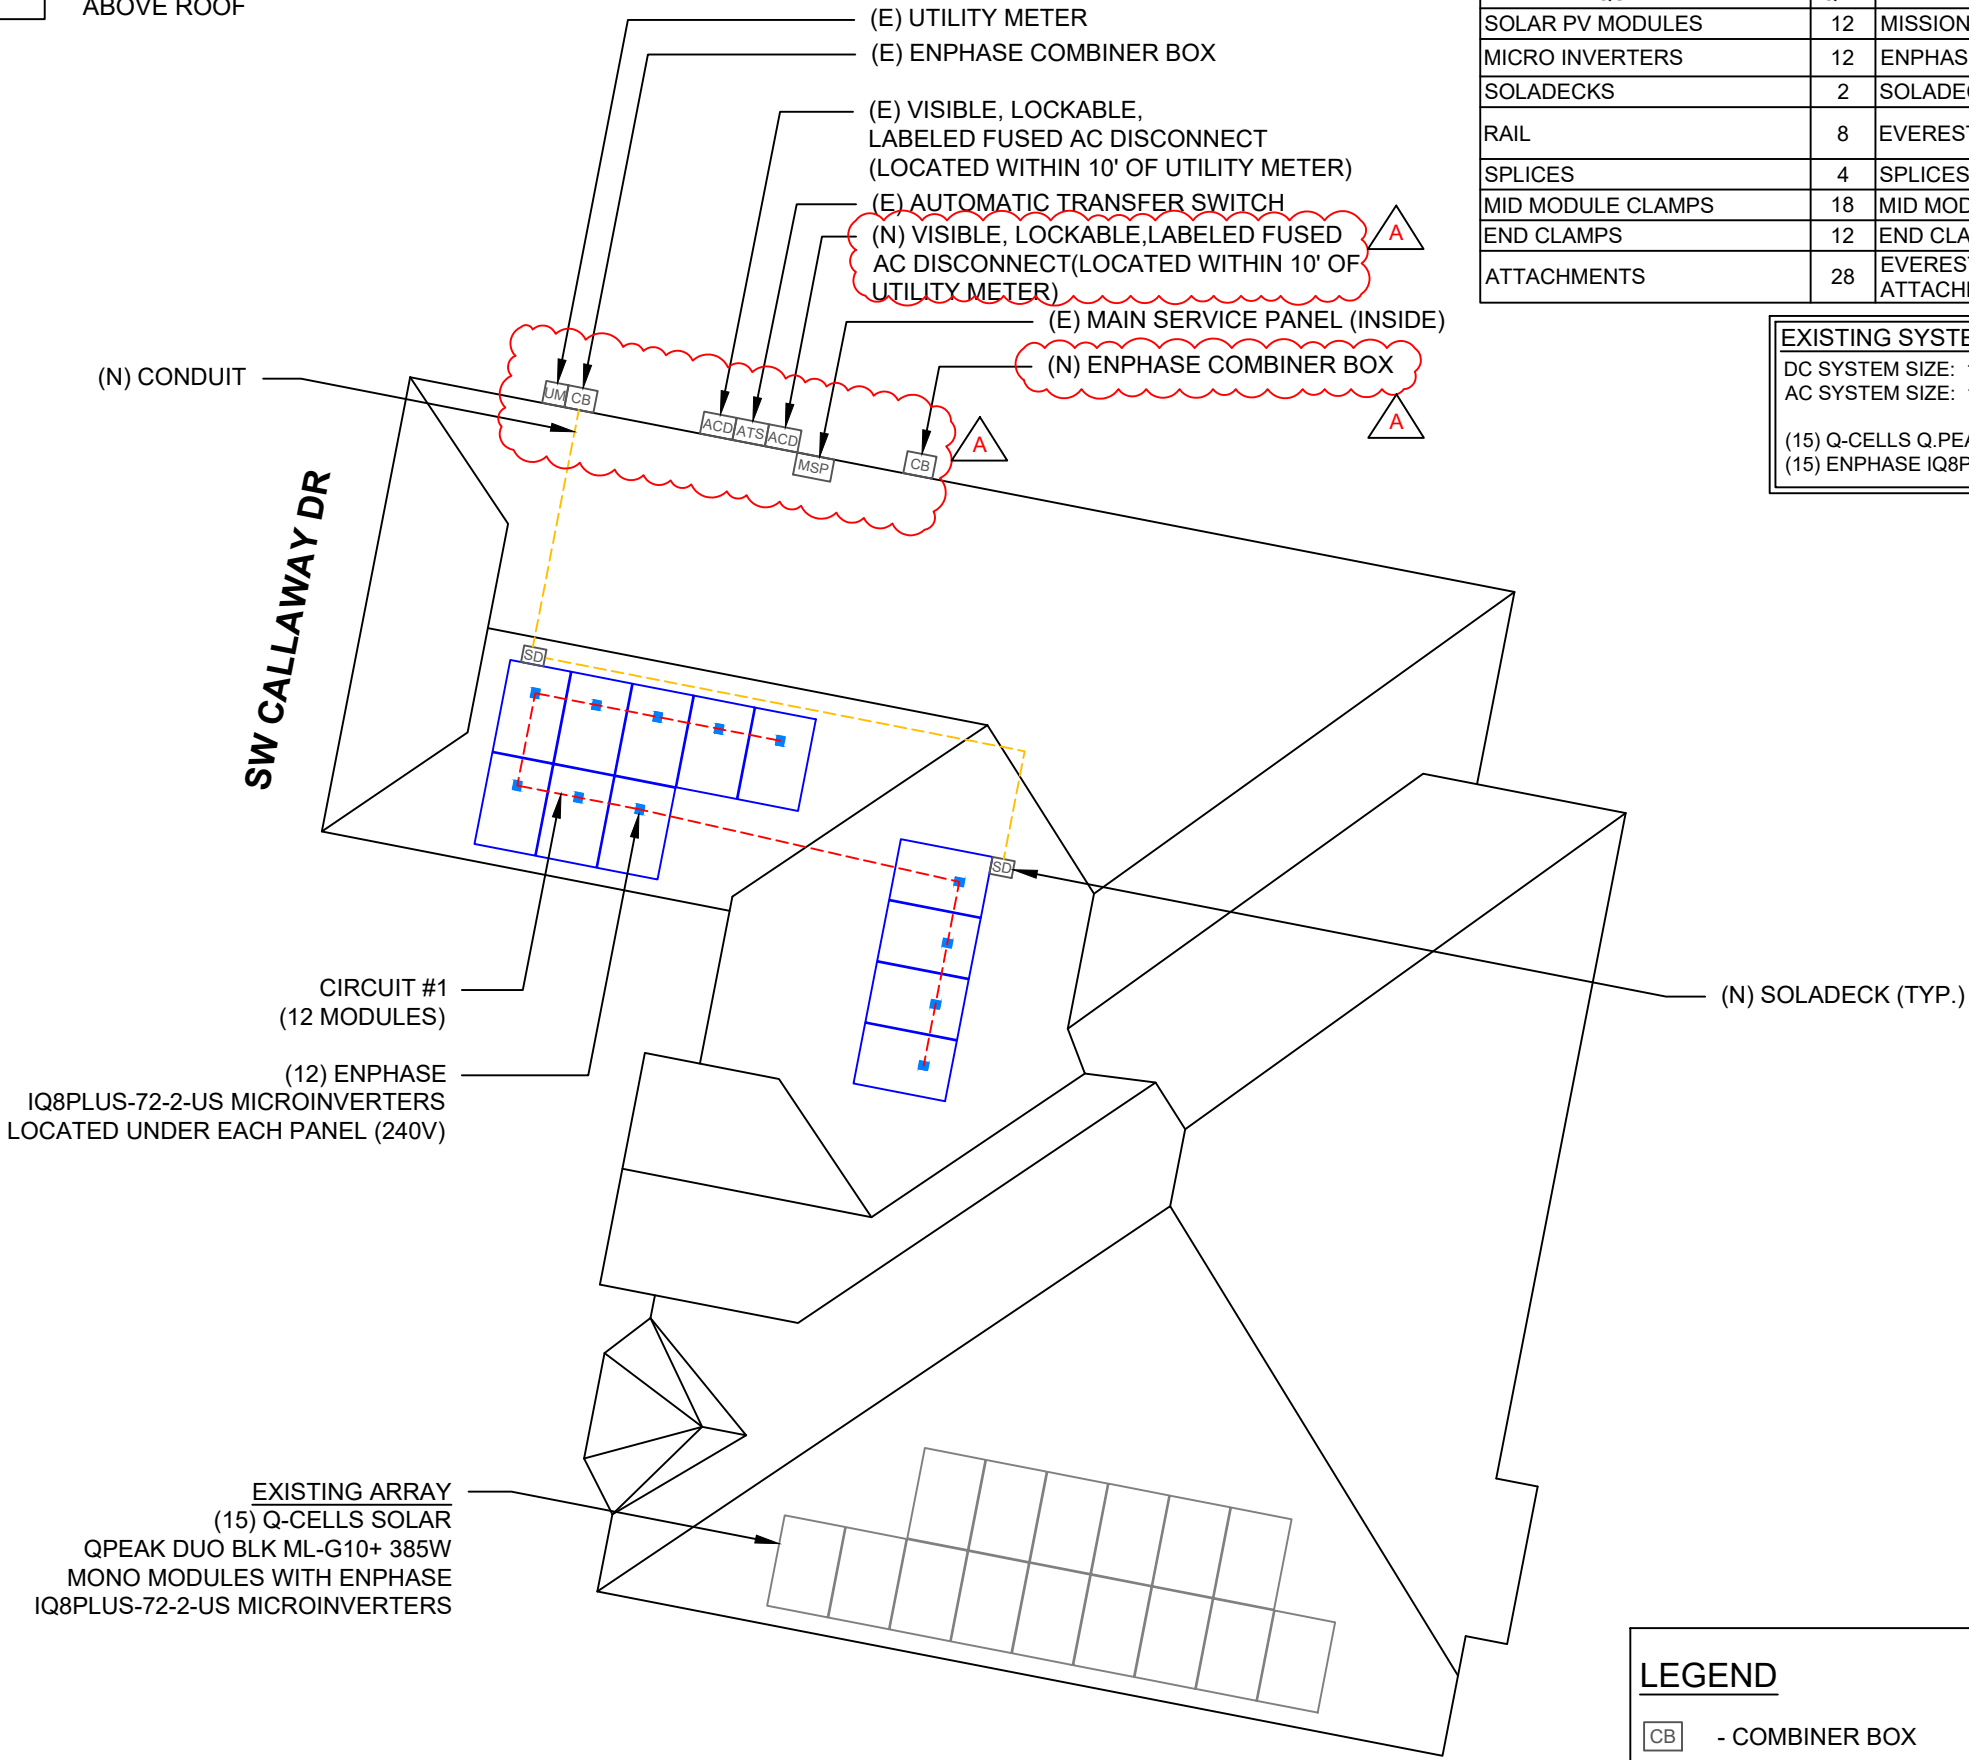 ABOVE ROOF
(E) UTILITY METER
(E) ENPHASE COMBINER BOX
(E) VISIBLE, LOCKABLE,
LABELED FUSED AC DISCONNECT
(LOCATED WITHIN 10' OF UTILITY METER)
(E) AUTOMATIC TRANSFER SWITCH
(N) VISIBLE, LOCKABLE,LABELED FUSED
AC DISCONNECT(LOCATED WITHIN 10' OF
UTILITY METER)
A
(E) MAIN SERVICE PANEL (INSIDE)
(N) ENPHASE COMBINER BOX
A
A
SOLAR PV MODULES 12 MISSION
MICRO INVERTERS 12 ENPHAS
SOLADECKS 2 SOLADE
RAIL 8 EVEREST
SPLICES 4 SPLICES
MID MODULE CLAMPS 18 MID MOD
END CLAMPS 12 END CLA
ATTACHMENTS 28 EVEREST
ATTACH
EXISTING SYSTE
DC SYSTEM SIZE:
AC SYSTEM SIZE:
(15) Q-CELLS Q.PEA
(15) ENPHASE IQ8P
(N) CONDUIT
UM CB
ACD ATS ACD
MSP
CB
SW CALLAWAY DR
SD
SD
CIRCUIT #1
(12 MODULES)
(12) ENPHASE
IQ8PLUS-72-2-US MICROINVERTERS
LOCATED UNDER EACH PANEL (240V)
(N) SOLADECK (TYP.)
EXISTING ARRAY
(15) Q-CELLS SOLAR
QPEAK DUO BLK ML-G10+ 385W
MONO MODULES WITH ENPHASE
IQ8PLUS-72-2-US MICROINVERTERS
LEGEND
CB - COMBINER BOX